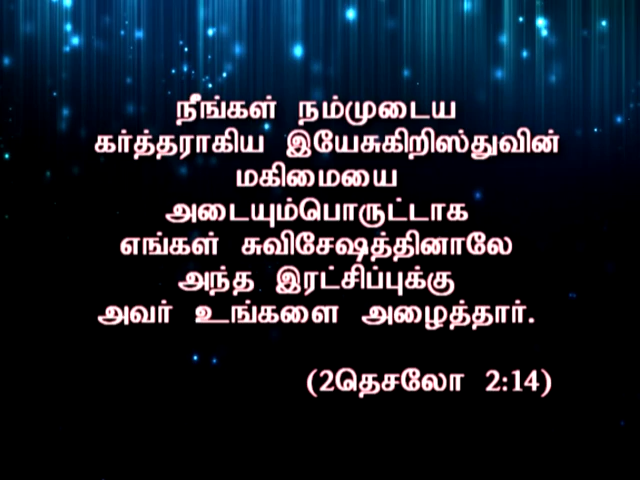 நீங்கள் நம்முடைய
கர்த்தராகிய இயேசுகிறிஸ்துவின்
மகிமையை
அடையும்பொருட்டாக
எங்கள் சுவிசேஷத்தினாலே
அந்த இரட்சிப்புக்கு
அவர் உங்களை அழைத்தார்.
(2தெசலோ 2:14)